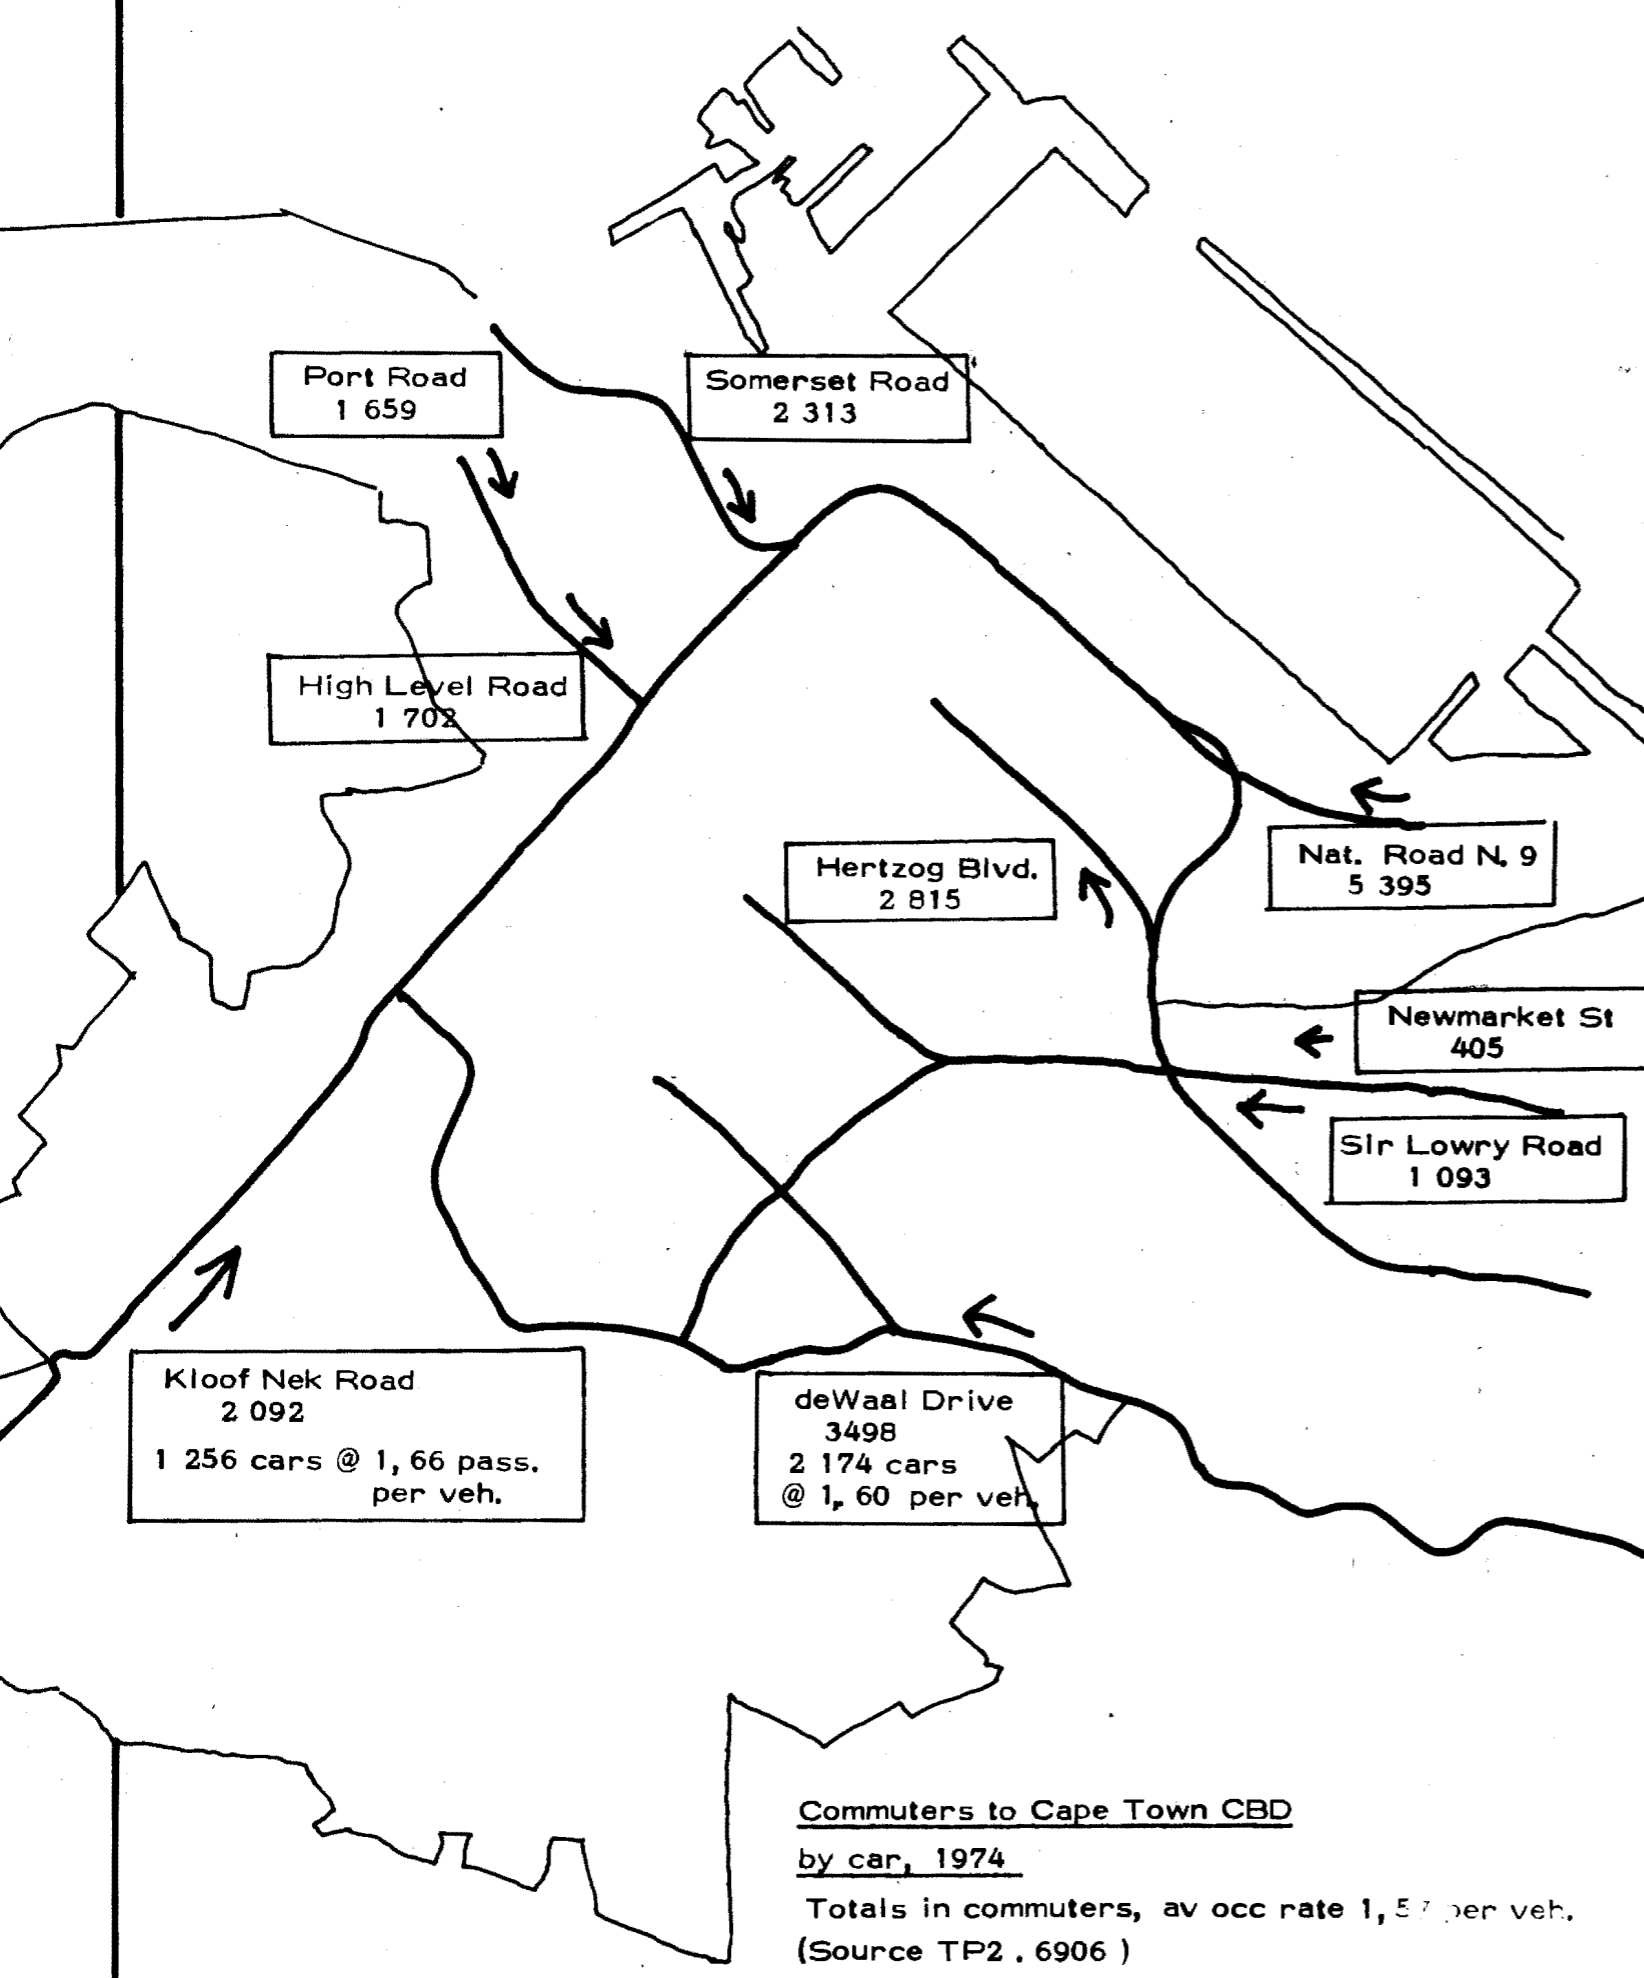 Port Road
1 659
Somerset Road
2 313
High Level Road
1 702
Hertzog Blvd.
2 815
Nat. Road N. 9
5 395
Newmarket St
405
Sir Lowry Road
1 093
Kloof Nek Road
2 092
1 256 cars @ 1, 66 pass.
per veh.
deWaal Drive
3498
2 174 cars
@ 1, 60 per veh.
Commuters to Cape Town CBD
by car, 1974
Totals in commuters, av occ rate 1, per veh.
(Source TP2 . 6906 )